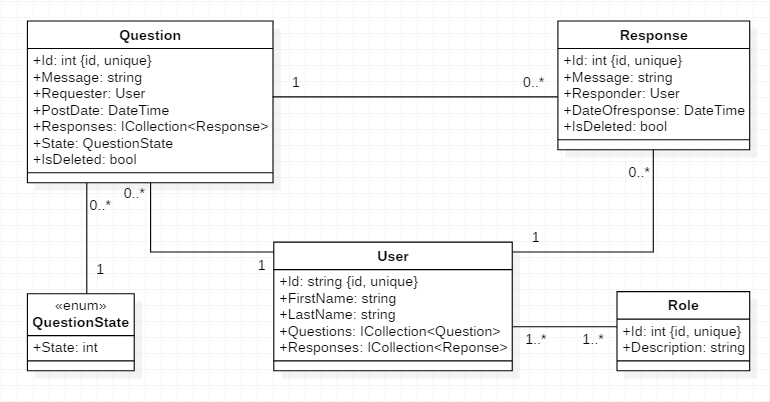 Question
+Id: int {id, unique}
+Message: string
+Requester: User
+PostDate: DateTime
+Responses: ICollection<Response>
+State: QuestionState
+IsDeleted: bool
Response
+Id: int {id, unique}
+Message: string
+Responder: User
+DateOfresponse: DateTime
+IsDeleted: bool
1
0..*
0..*
0..*
0..*
1
1
1
«enum»
QuestionState
+State: int
User
+Id: string {id, unique}
+FirstName: string
+LastName: string
+Questions: ICollection<Question>
+Responses: ICollection<Reponse>
1..*
1..*
Role
+Id: int {id, unique}
+Description: string